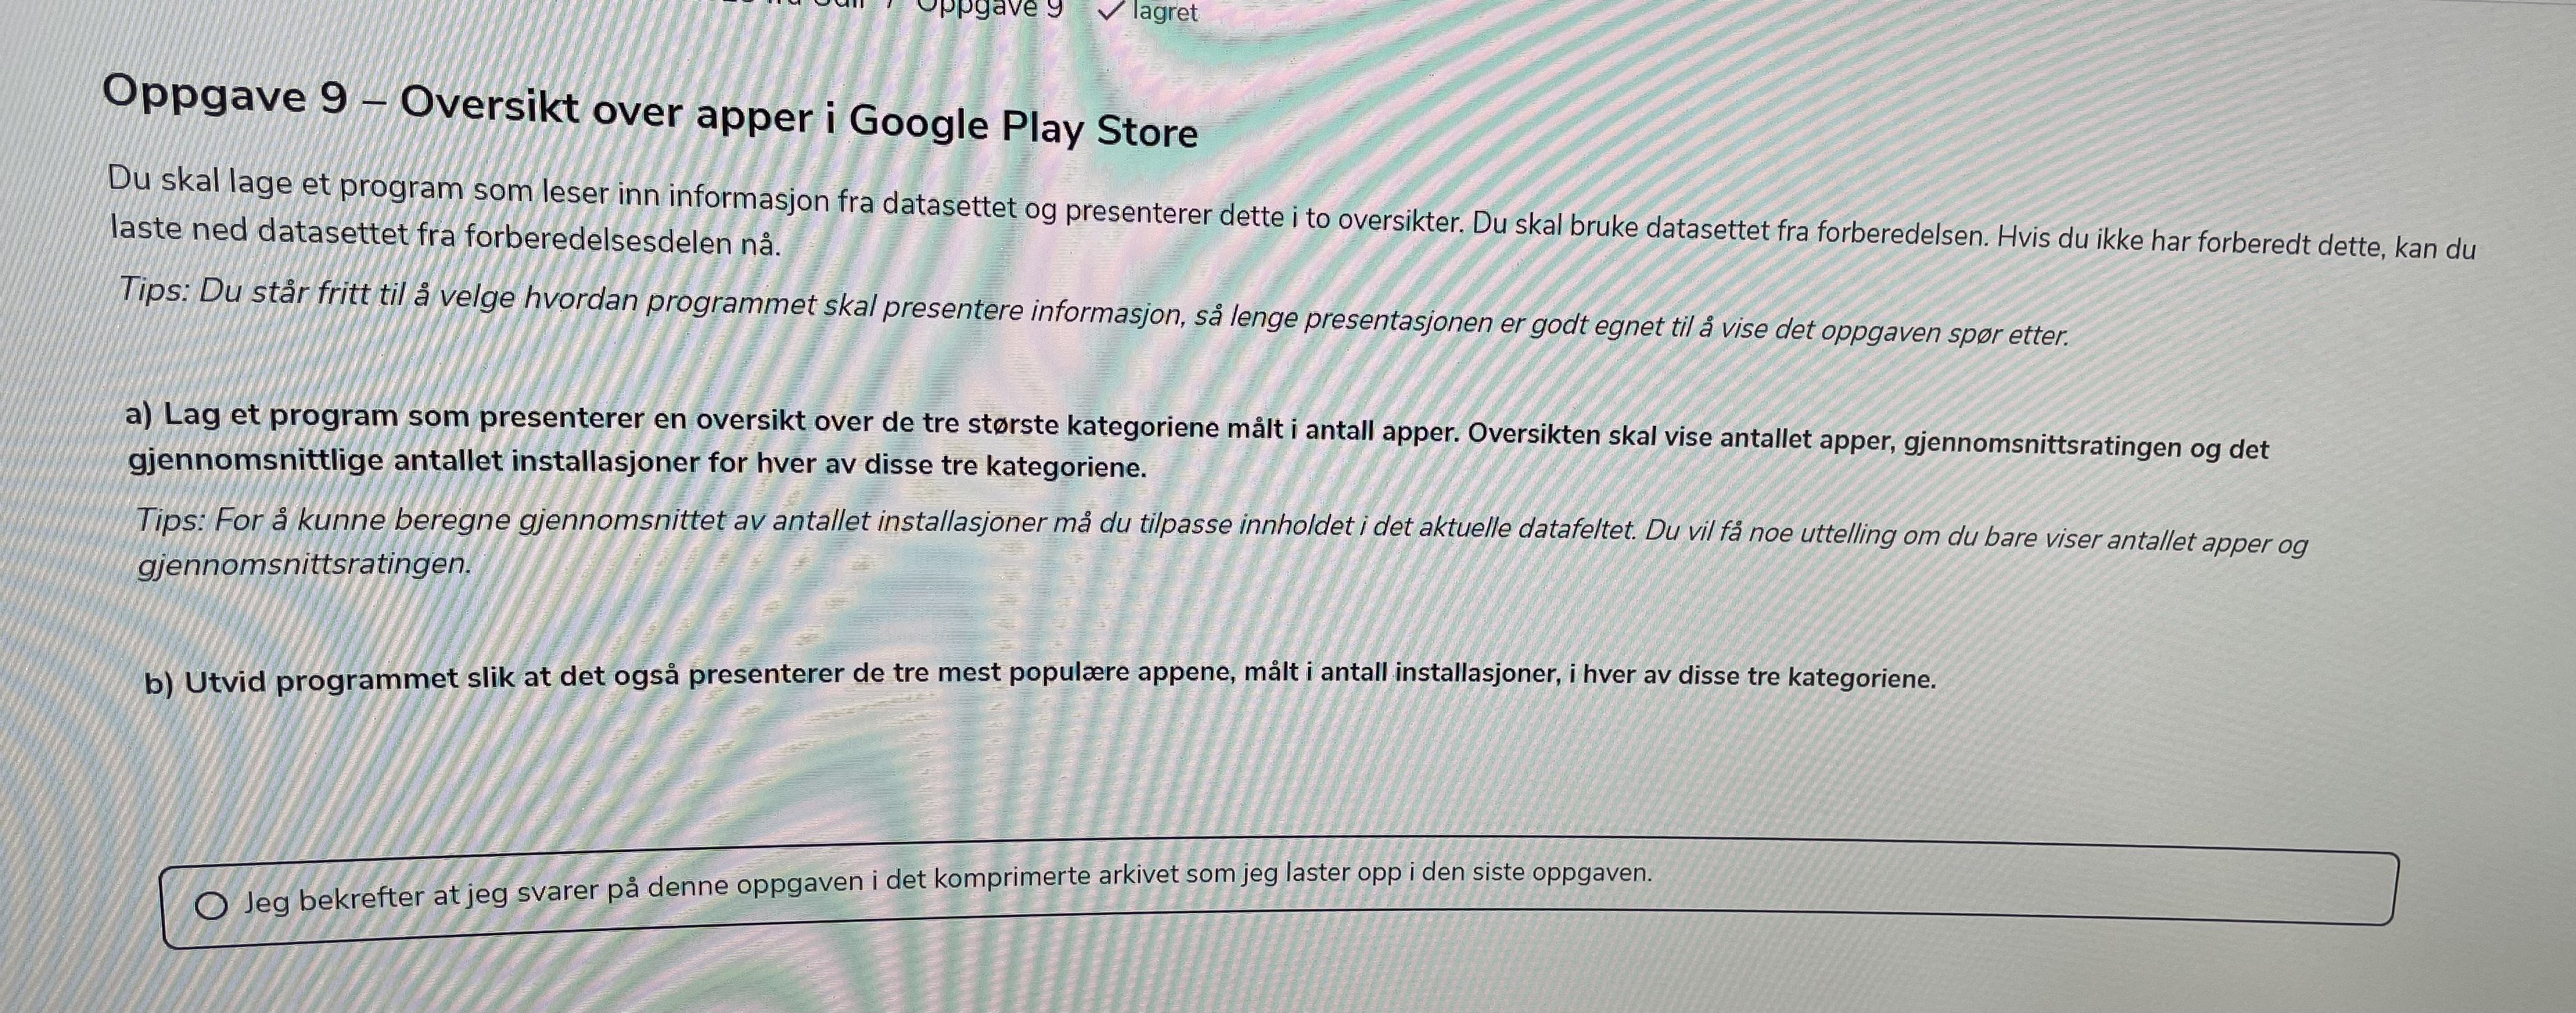 Oppgave 9 ✓ lagret
Oppgave 9 – Oversikt over apper i Google Play Store
Du skal lage et program som leser inn informasjon fra datasettet og presenterer dette i to oversikter. Du skal bruke datasettet fra forberedelsen. Hvis du ikke har forberedt dette, kan du
laste ned datasettet fra forberedelsesdelen nå.
Tips: Du står fritt til å velge hvordan programmet skal presentere informasjon, så lenge presentasjonen er godt egnet til å vise det oppgaven spør etter.
a) Lag et program som presenterer en oversikt over de tre største kategoriene målt i antall apper. Oversikten skal vise antallet apper, gjennomsnittsratingen og det
gjennomsnittlige antallet installasjoner for hver av disse tre kategoriene.
Tips: For å kunne beregne gjennomsnittet av antallet installasjoner må du tilpasse innholdet i det aktuelle datafeltet. Du vil få noe uttelling om du bare viser antallet apper og
gjennomsnittsratingen.
b) Utvid programmet slik at det også presenterer de tre mest populære appene, målt i antall installasjoner, i hver av disse tre kategoriene.
Jeg bekrefter at jeg svarer på denne oppgaven i det komprimerte arkivet som jeg laster opp i den siste oppgaven.